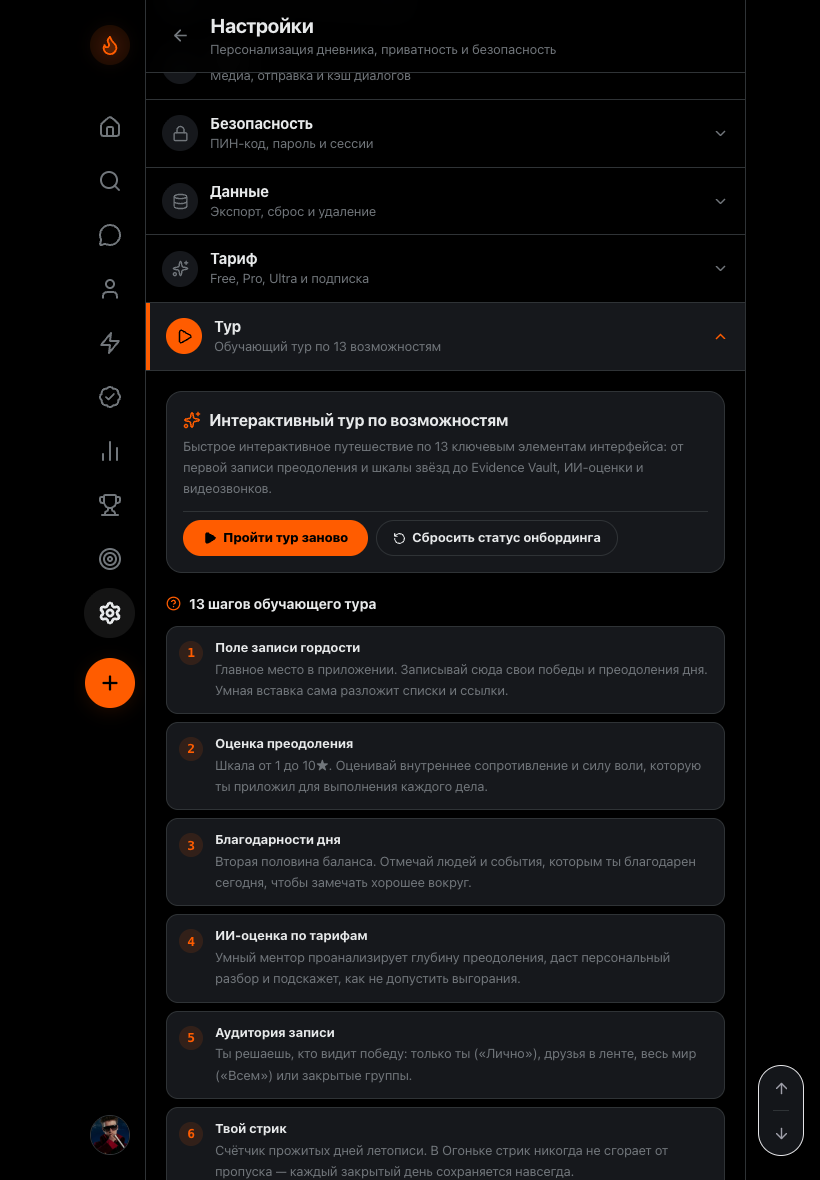 Настройки
Персонализация дневника, приватность и безопасность
Медиа, отправка и кэш диалогов
Безопасность
ПИН-код, пароль и сессии
Данные
Экспорт, сброс и удаление
Тариф
Free, Pro, Ultra и подписка
Тур
Обучающий тур по 13 возможностям
Интерактивный тур по возможностям
Быстрое интерактивное путешествие по 13 ключевым элементам интерфейса: от
первой записи преодоления и шкалы звёзд до Evidence Vault, ИИ-оценки и
видеозвонков.
Пройти тур заново
Сбросить статус онбординга
13 шагов обучающего тура
1
Поле записи гордости
Главное место в приложении. Записывай сюда свои победы и преодоления дня.
Умная вставка сама разложит списки и ссылки.
2
Оценка преодоления
Шкала от 1 до 10★. Оценивай внутреннее сопротивление и силу воли, которую
ты приложил для выполнения каждого дела.
3
Благодарности дня
Вторая половина баланса. Отмечай людей и события, которым ты благодарен
сегодня, чтобы замечать хорошее вокруг.
4
ИИ-оценка по тарифам
Умный ментор проанализирует глубину преодоления, даст персональный
разбор и подскажет, как не допустить выгорания.
5
Аудитория записи
Ты решаешь, кто видит победу: только ты («Лично»), друзья в ленте, весь мир
(«Всем») или закрытые группы.
6
Твой стрик
Счётчик прожитых дней летописи. В Огоньке стрик никогда не сгорает от
пропуска — каждый закрытый день сохраняется навсегда.